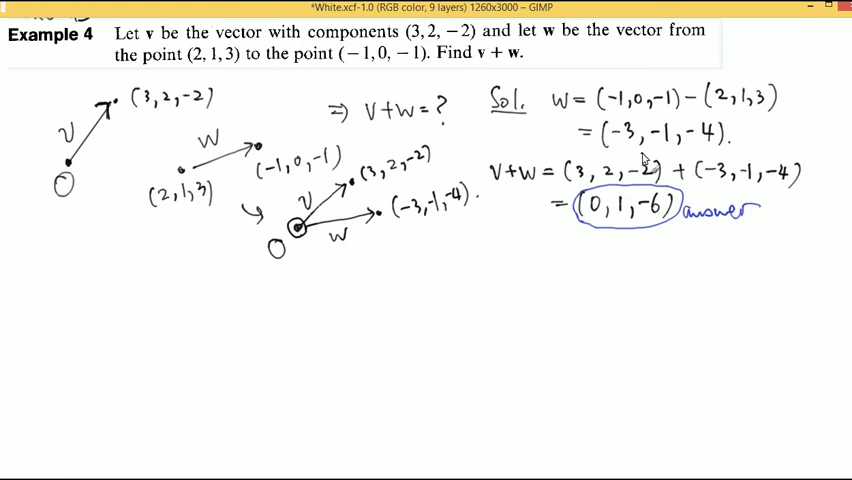 *White.xcf-1.0 (RGB color, 9 layers) 1260x3000 – GIMP
Example 4 Let v be the vector with components (3, 2, −2) and let w be the vector from
the point (2, 1, 3) to the point (−1, 0, −1). Find v + w.
v
(3,2,-2)
O
w
(2,1,3)
(-1,0,-1)
⇒ v+w=?
v
(3,2,-2)
w
(-3,-1,-4).
O
Sol. w = (-1,0,-1) - (2,1,3)
= (-3,-1,-4).
v+w = (3, 2, -2) + (-3,-1,-4)
= (0,1,-6) answer